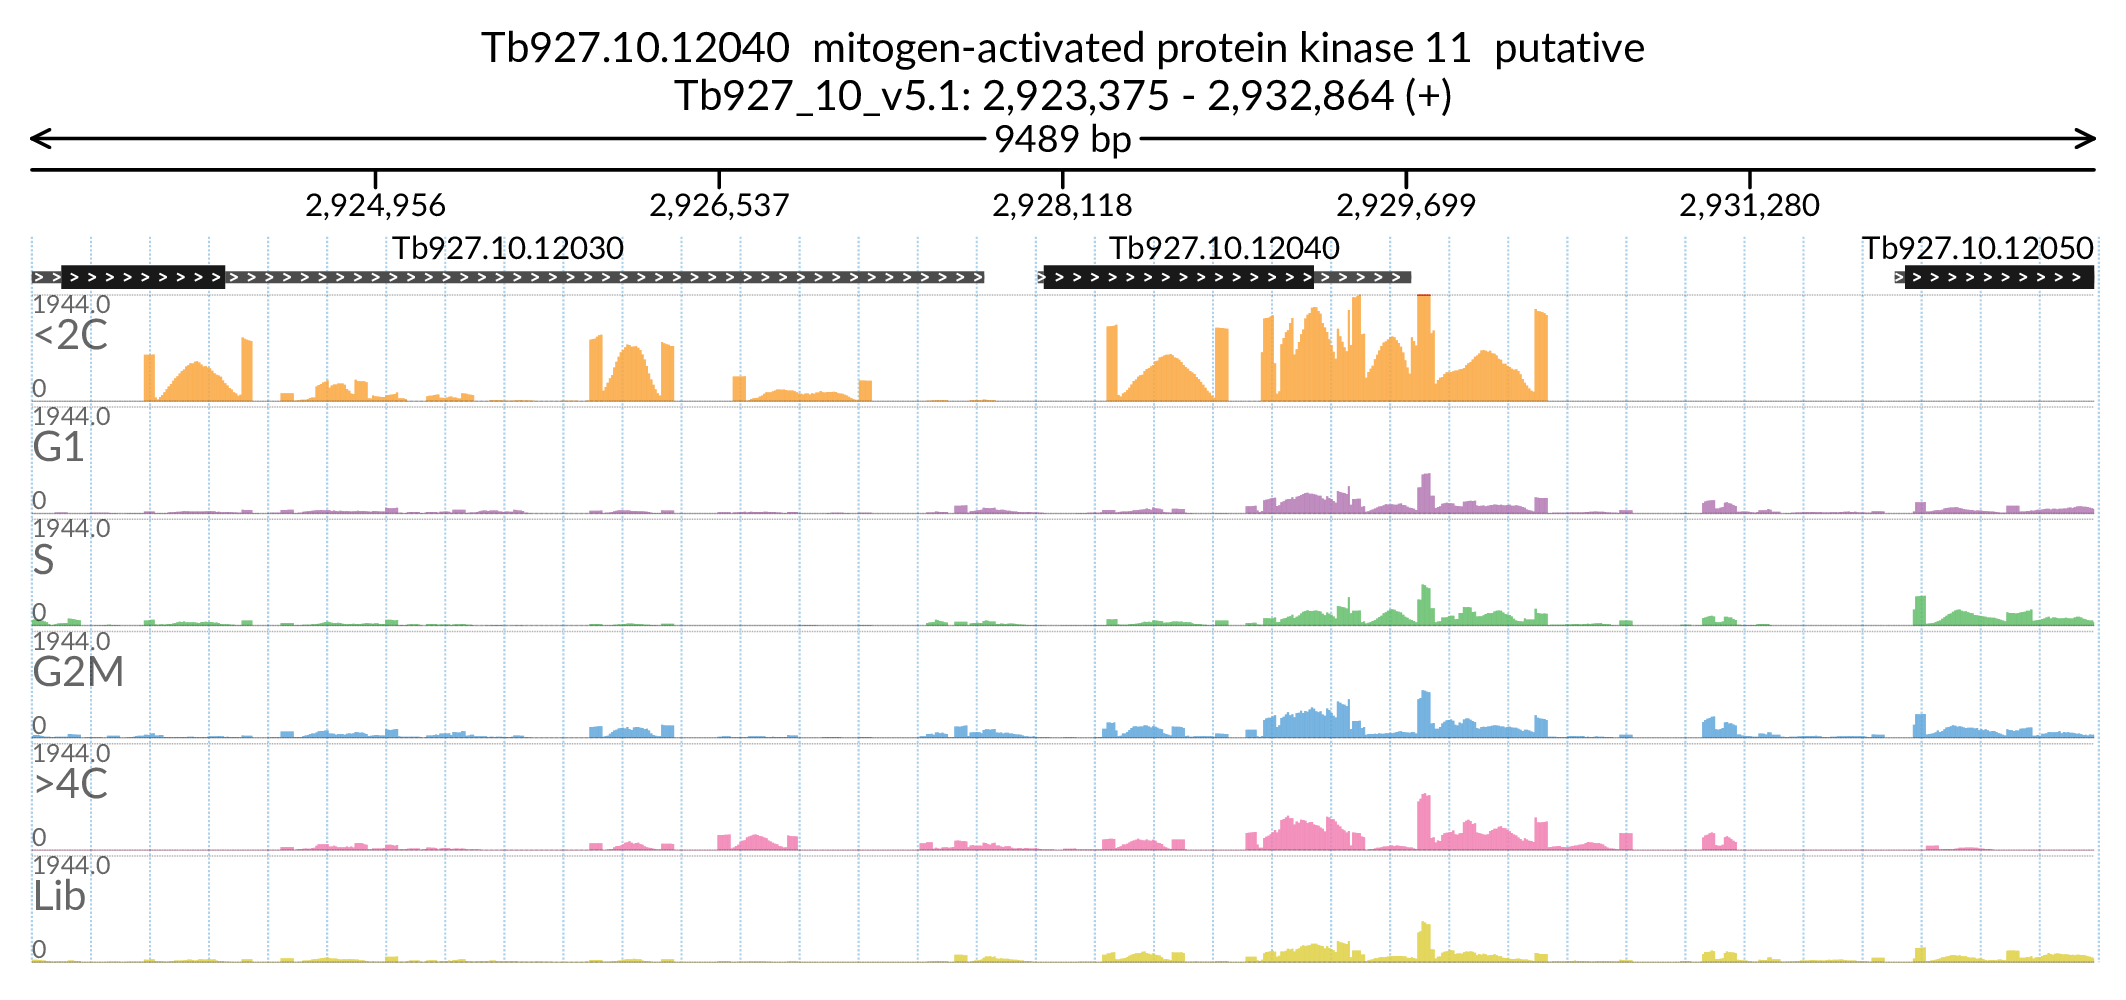 Tb927.10.12040 mitogen-activated protein kinase 11 putative
Tb927_10_v5.1: 2,923,375 - 2,932,864 (+)
9489 bp
2,924,956 2,926,537 2,928,118 2,929,699 2,931,280
Tb927.10.12030 Tb927.10.12040 Tb927.10.12050
1944.0
<2C
0
1944.0
G1
0
1944.0
S
0
1944.0
G2M
0
1944.0
>4C
0
1944.0
Lib
0